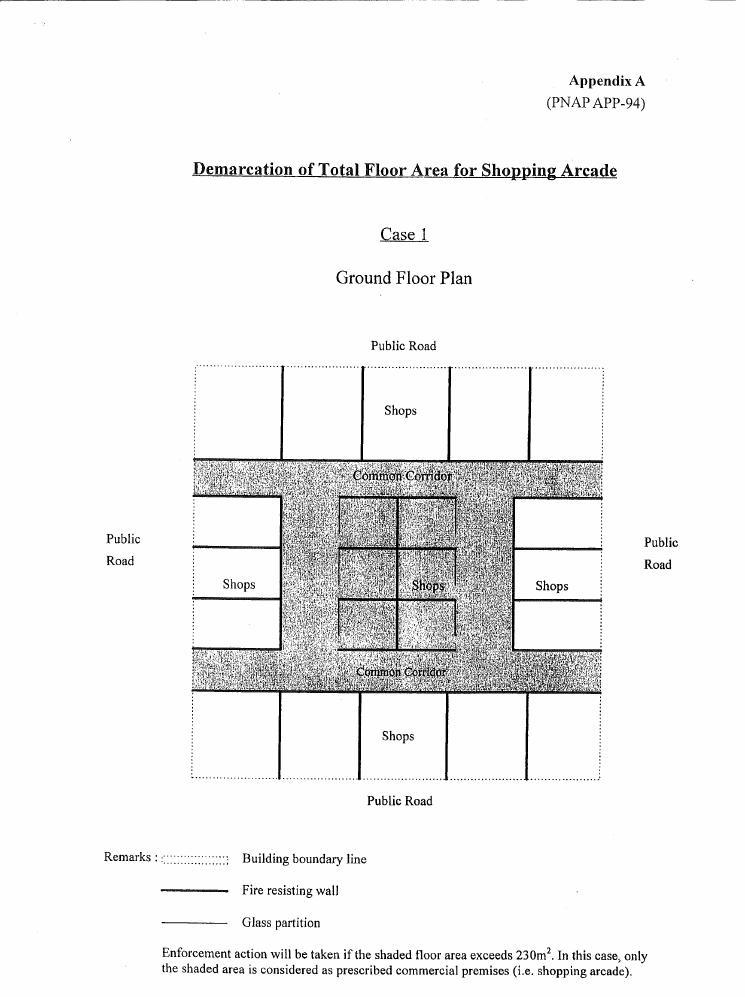 Appendix A
(PNAP APP-94)
Demarcation of Total Floor Area for Shopping Arcade
Case 1
Ground Floor Plan
Public Road
Shops
Common Corridor
Public
Road
Public
Road
Shops
Shops
Shops
Common Corridor
Shops
Public Road
Remarks :
Building boundary line
Fire resisting wall
Glass partition
Enforcement action will be taken if the shaded floor area exceeds 230m². In this case, only
the shaded area is considered as prescribed commercial premises (i.e. shopping arcade).